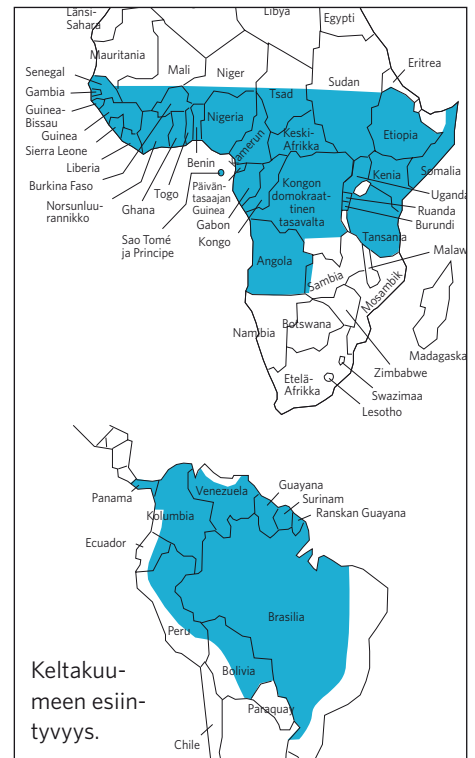 Länsi-
Sahara
Libya
Egypti
Mauritania
Mali
Niger
Sudan
Eritrea
Senegal
Gambia
Guinea-
Bissau
Guinea
Sierra Leone
Liberia
Burkina Faso
Norsunluu-
rannikko
Ghana
Togo
Benin
Nigeria
Tsad
Kamerun
Keski-
Afrikka
Etiopia
Somalia
Kenia
Uganda
Ruanda
Burundi
Päivän-
tasaajan
Guinea
Gabon
Kongo
Sao Tomé
ja Principe
Kongon
domokraat-
tinen
tasavalta
Tansania
Angola
Malaw
Sambia
Mosambik
Namibia
Botswana
Madagaska
Zimbabwe
Etelä-
Afrikka
Swazimaa
Lesotho
Panama
Venezuela
Guayana
Surinam
Ranskan Guayana
Kolumbia
Ecuador
Brasilia
Peru
Bolivia
Paraguay
Chile
Keltakuu-
meen esiin-
tyvyys.